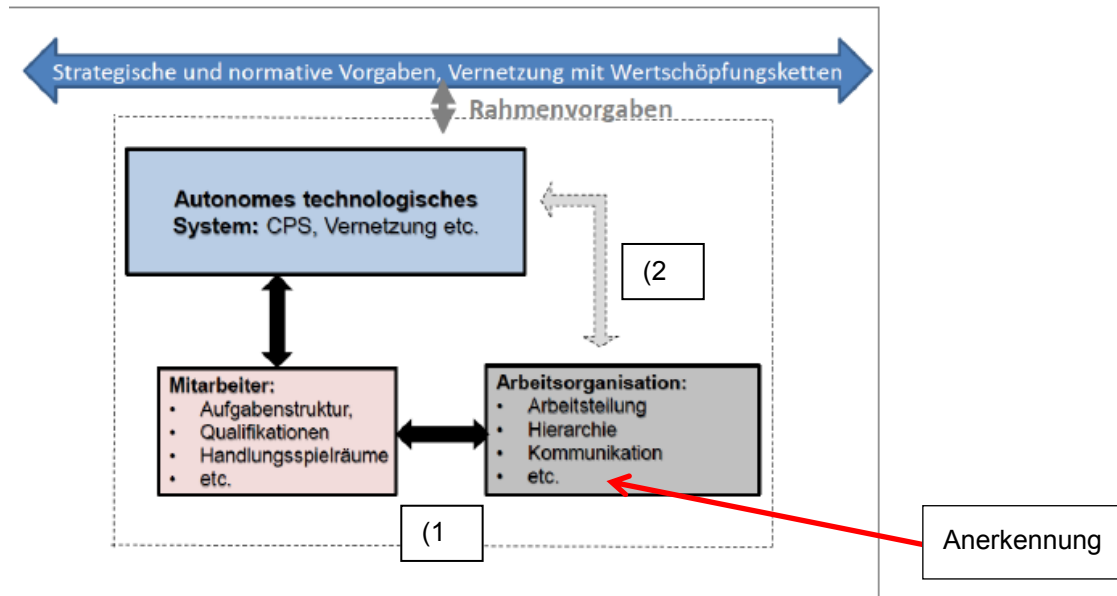 Strategische und normative Vorgaben, Vernetzung mit Wertschöpfungsketten
Rahmenvorgaben
Autonomes technologisches
System: CPS, Vernetzung etc.
(2
Mitarbeiter:
• Aufgabenstruktur,
• Qualifikationen
• Handlungsspielräume
• etc.
Arbeitsorganisation:
• Arbeitsteilung
• Hierarchie
• Kommunikation
• etc.
(1
Anerkennung